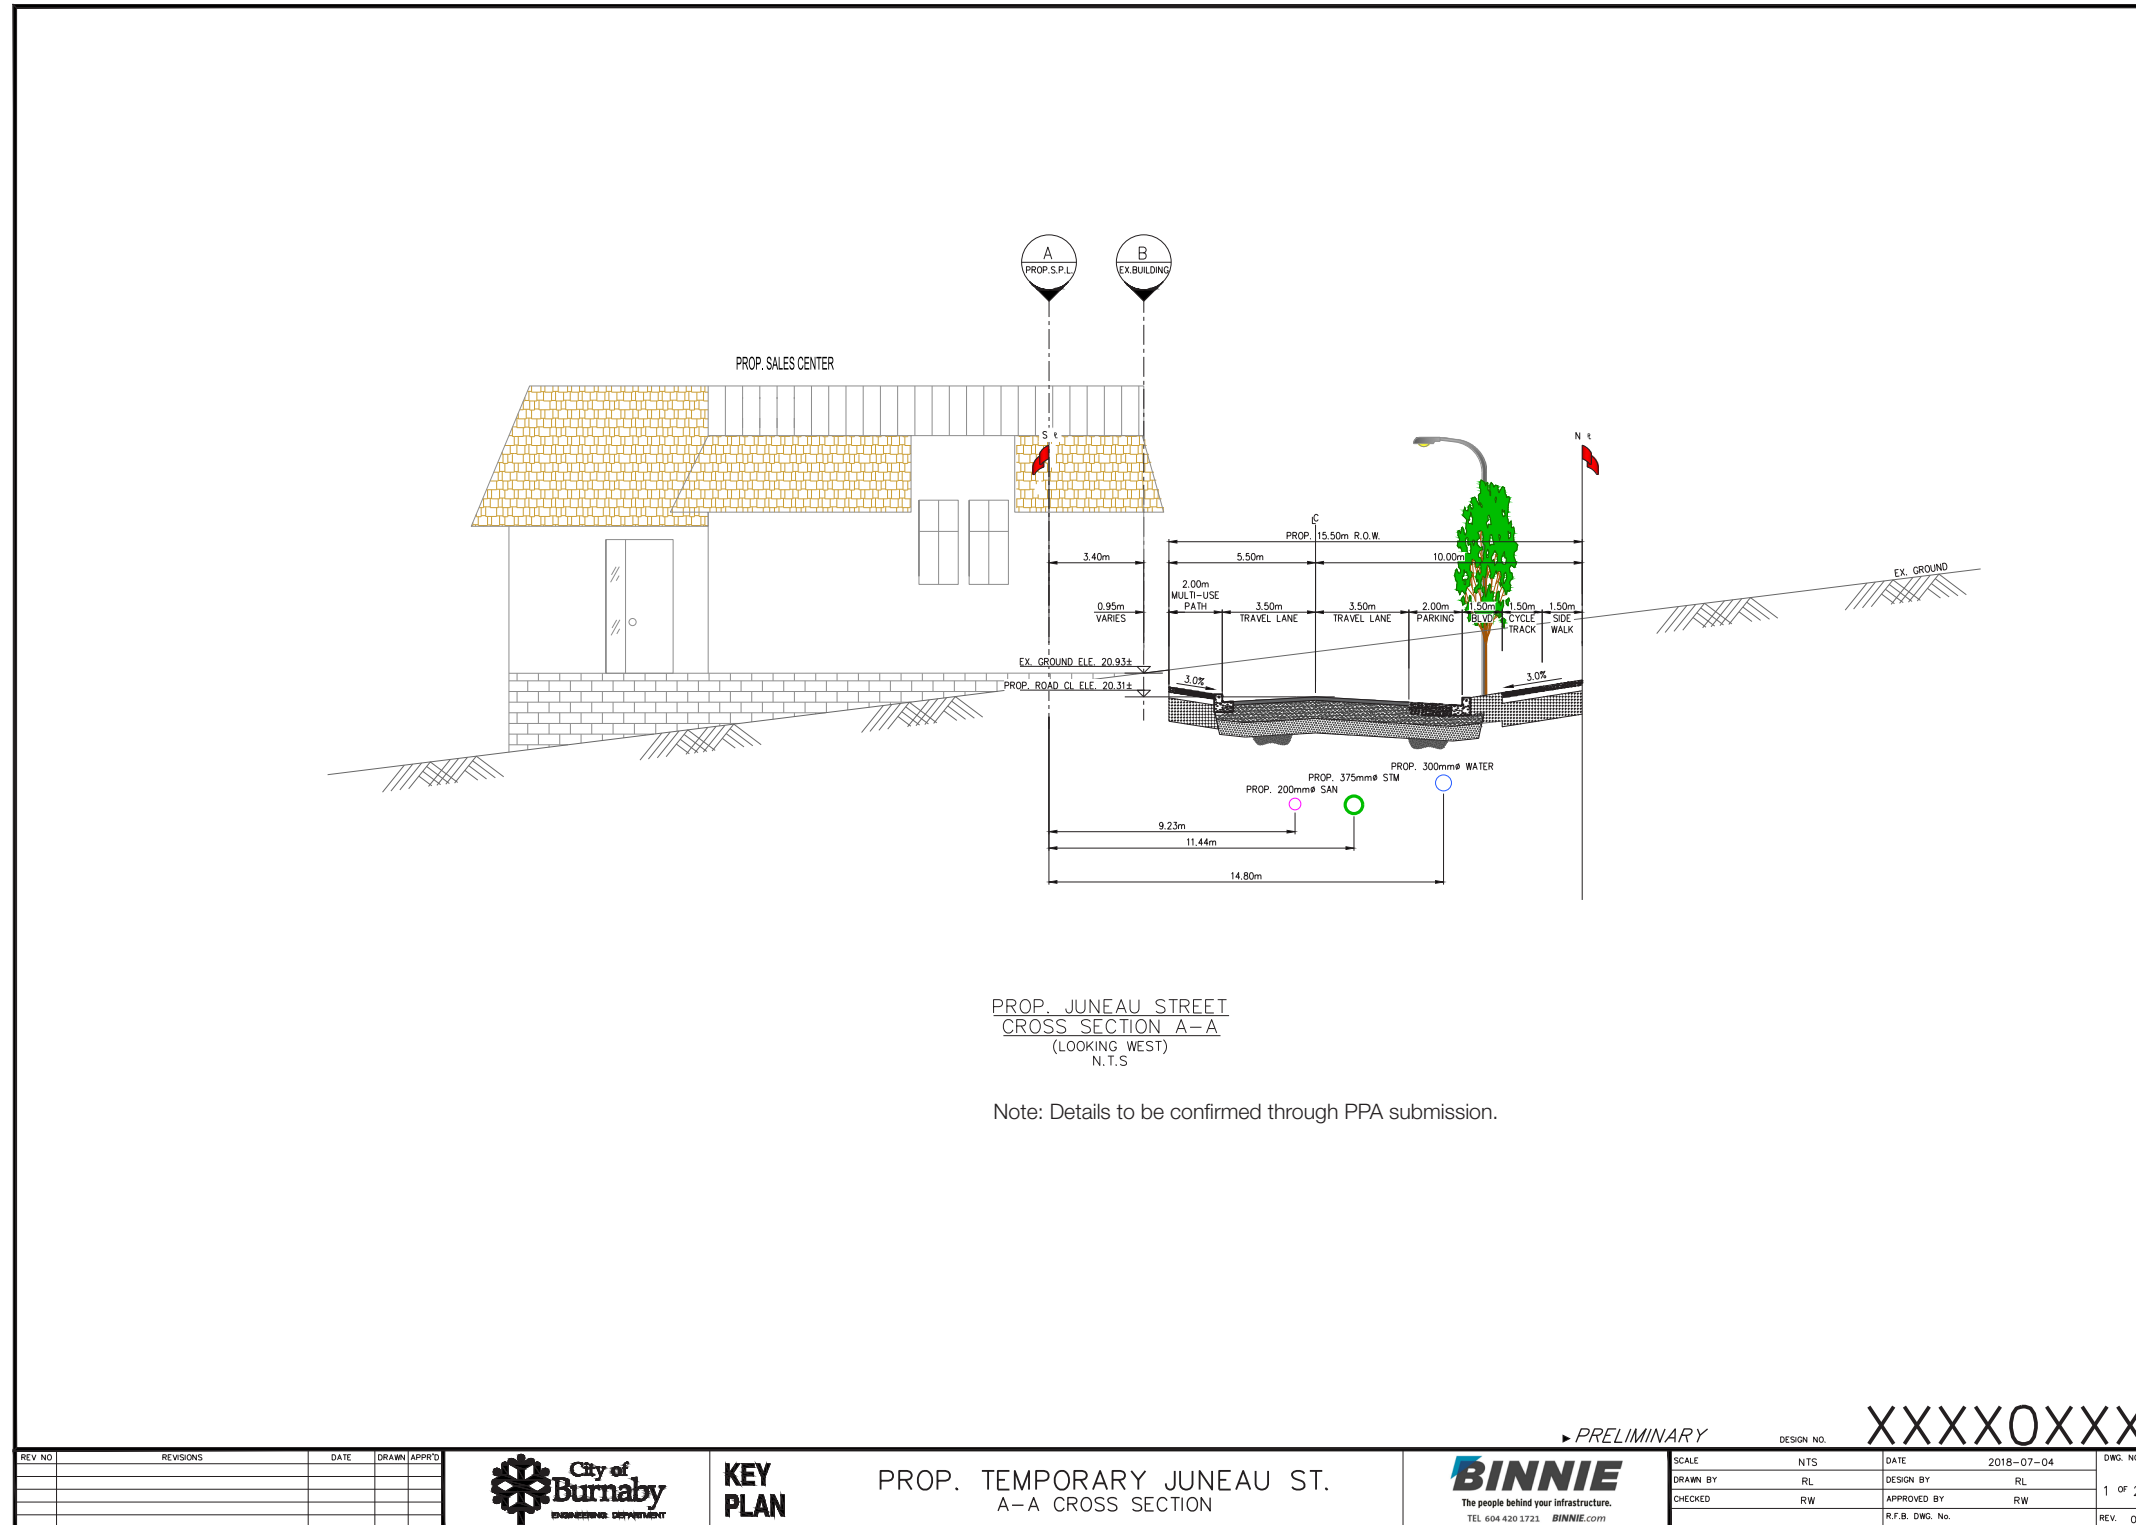 A
PROP.S.P.L.
B
EX.BUILDING
PROP. SALES CENTER
S ℄
N ℄
℄
PROP. 15.50m R.O.W.
3.40m
5.50m
10.00m
EX. GROUND
2.00m
MULTI-USE
PATH
0.95m
VARIES
3.50m
TRAVEL LANE
3.50m
TRAVEL LANE
2.00m
PARKING
1.50m
BLVD.
1.50m
CYCLE
TRACK
1.50m
SIDE
WALK
EX. GROUND ELE. 20.93±
PROP. ROAD CL ELE. 20.31±
3.0%
3.0%
PROP. 300mmø WATER
PROP. 375mmø STM
PROP. 200mmø SAN
9.23m
11.44m
14.80m
PROP. JUNEAU STREET
CROSS SECTION A-A
(LOOKING WEST)
N.T.S
Note: Details to be confirmed through PPA submission.
PRELIMINARY
DESIGN NO.
XXXX0XXX
REV NO
REVISIONS
DATE
DRAWN
APPR'D
City of
Burnaby
ENGINEERING DEPARTMENT
KEY
PLAN
PROP. TEMPORARY JUNEAU ST.
A-A CROSS SECTION
BINNIE
The people behind your infrastructure.
TEL 604 420 1721 BINNIE.com
SCALE NTS
DATE 2018-07-04
DRAWN BY RL
DESIGN BY RL
CHECKED RW
APPROVED BY RW
R.F.B. DWG. No.
DWG. NO
1 OF 2
REV. 0